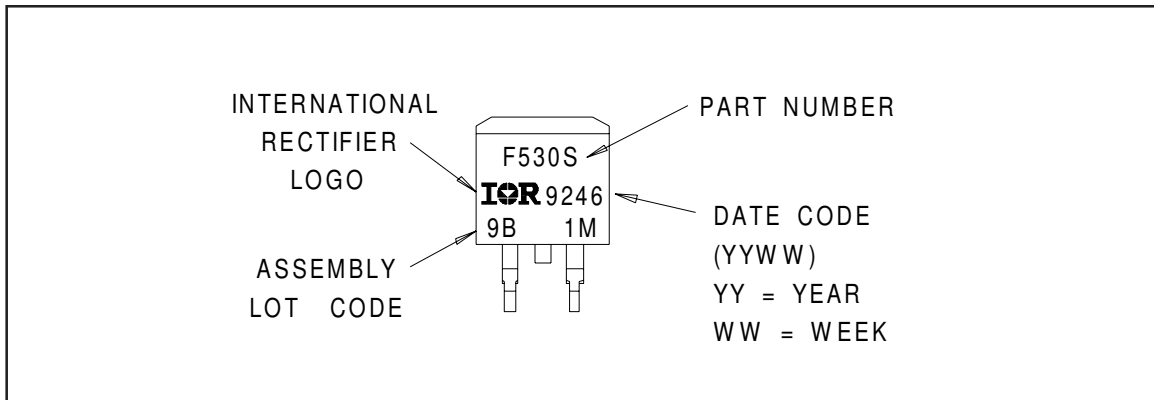 INTERNATIONAL
RECTIFIER
LOGO
ASSEMBLY
LOT CODE
F530S
IOR 9246
9B 1M
PART NUMBER
DATE CODE
(YYWW)
YY = YEAR
WW = WEEK